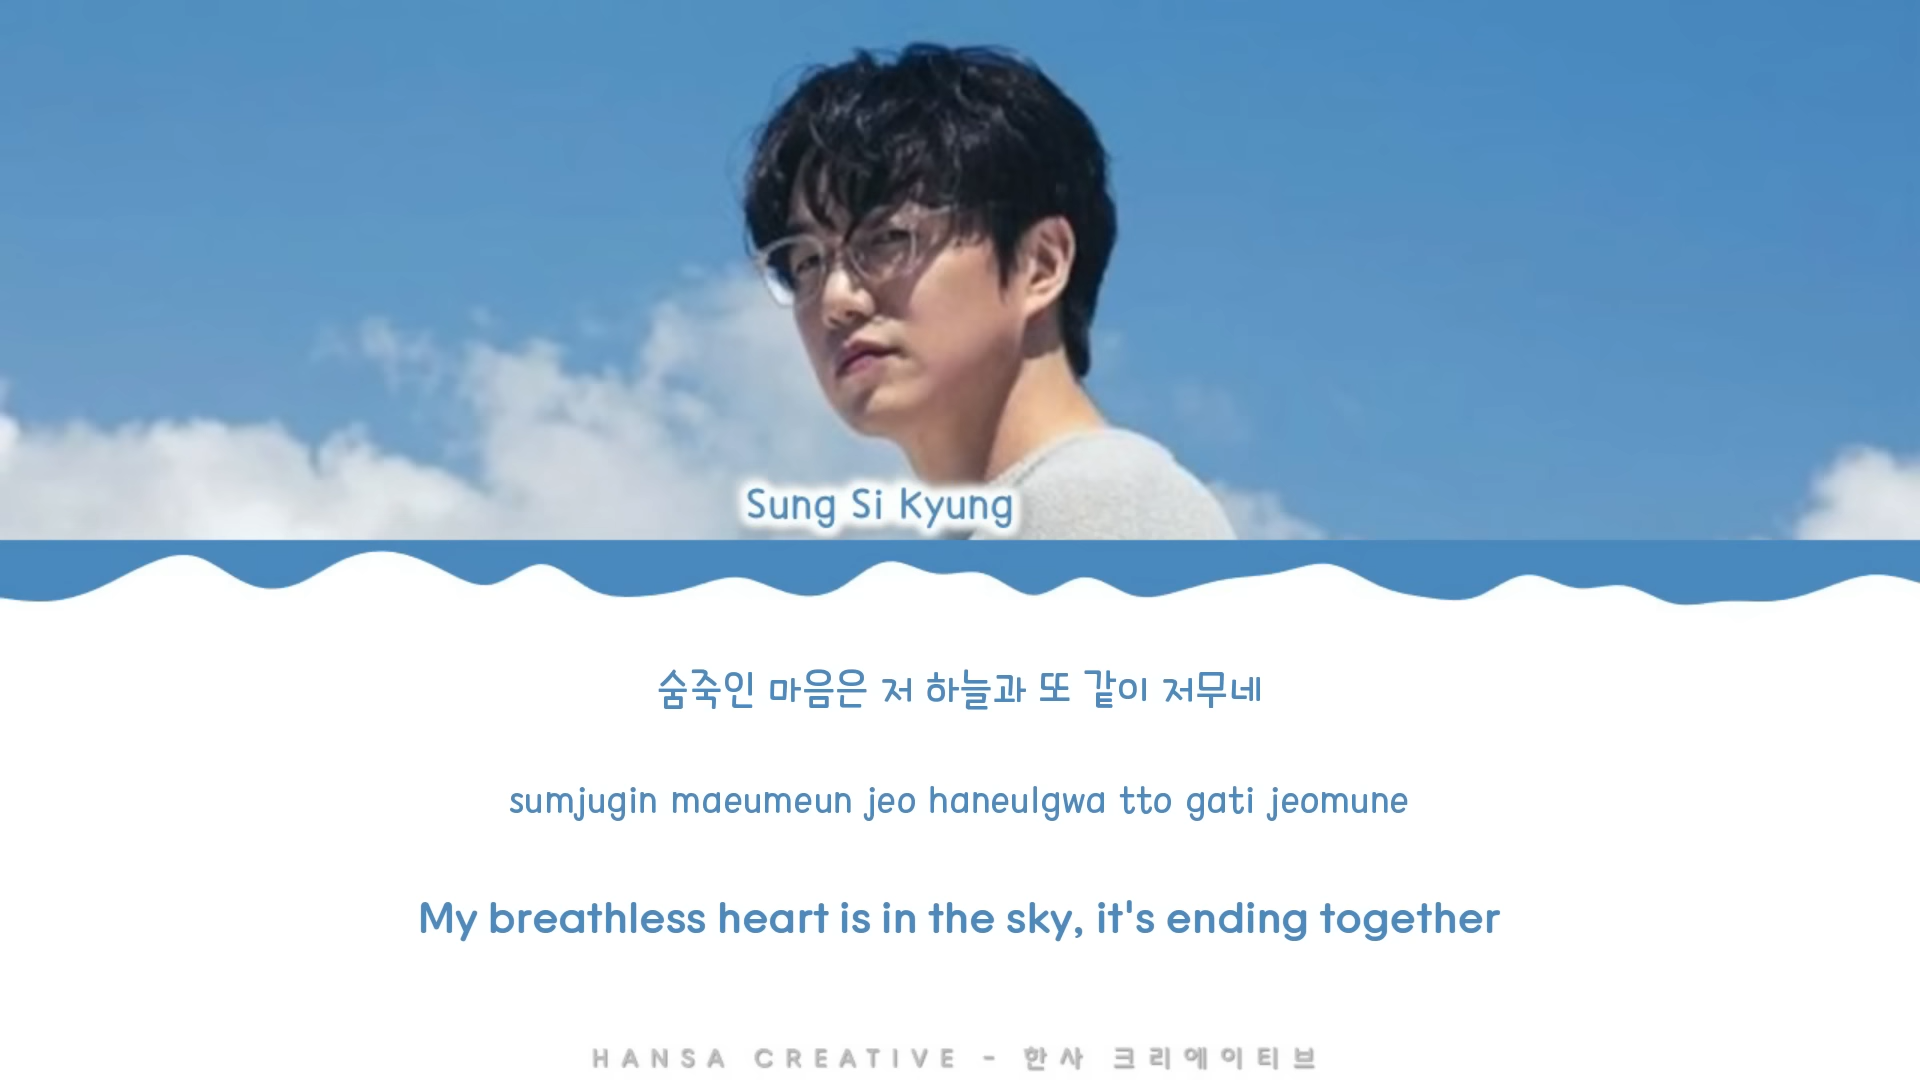 Sung Si Kyung
숨죽인 마음은 저 하늘과 또 같이 저무네
sumjugin maeumeun jeo haneulgwa tto gati jeomune
My breathless heart is in the sky, it's ending together
HANSA CREATIVE - 한사 크리에이티브